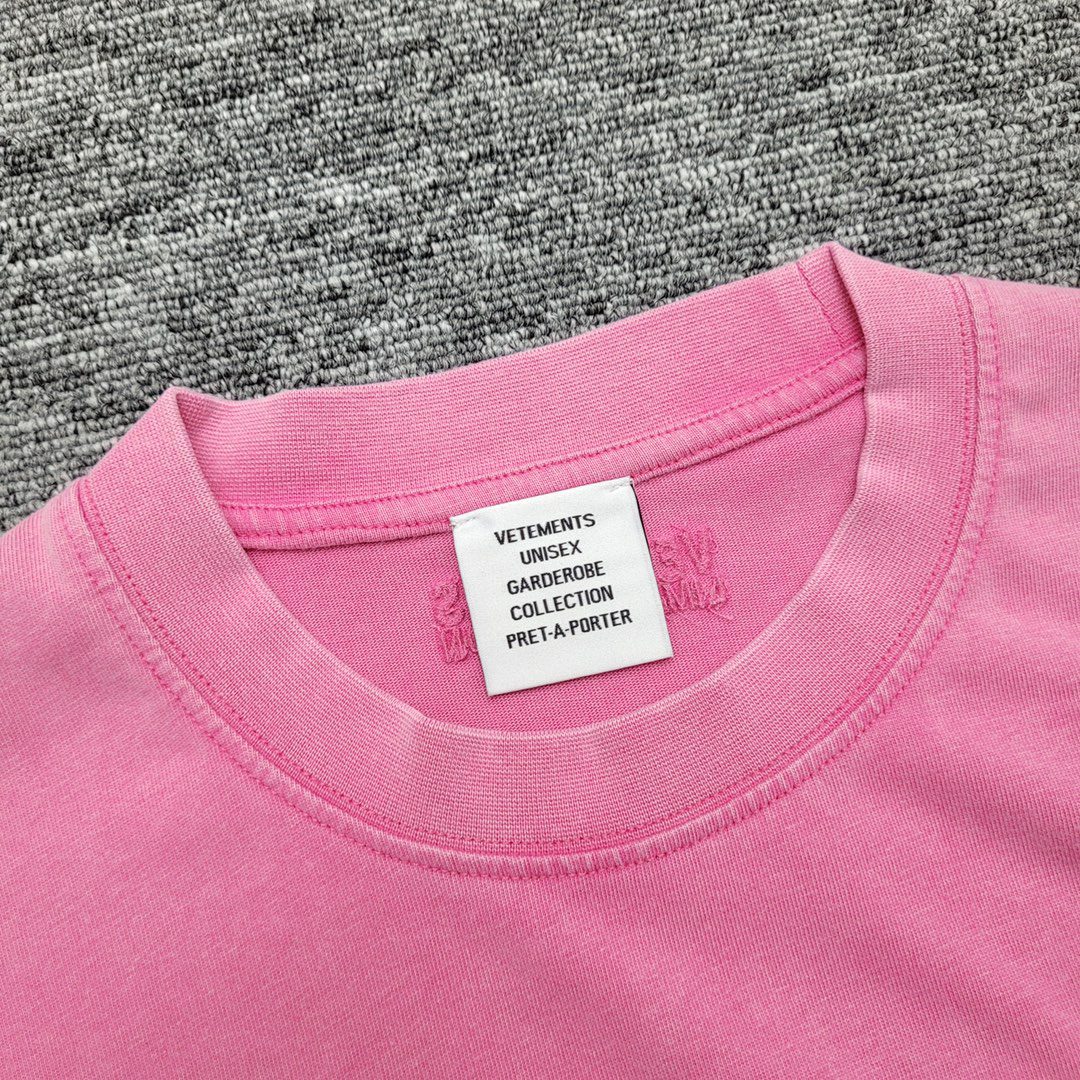 VETEMENTS
UNISEX
GARDEROBE
COLLECTION
PRET-A-PORTER